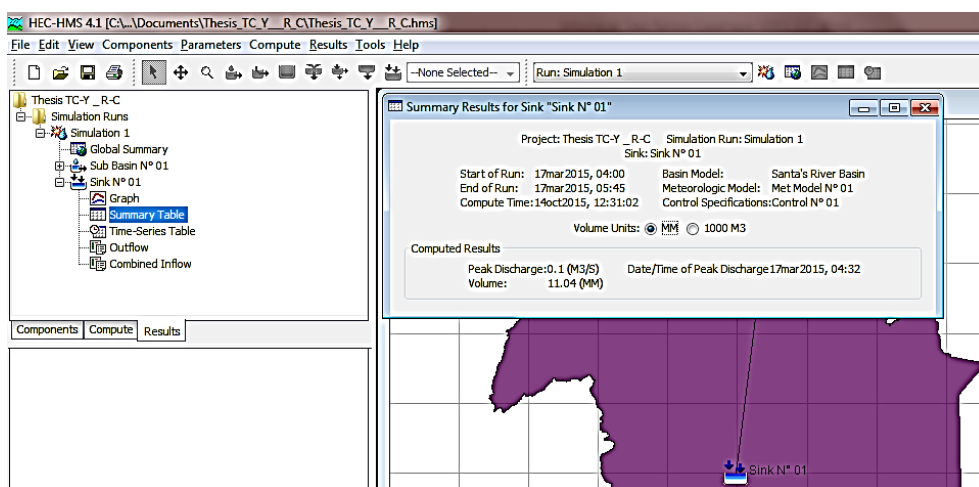 HEC-HMS 4.1 [C:\...\Documents\Thesis_TC_Y__R_C\Thesis_TC_Y__R_C.hms]
File Edit View Components Parameters Compute Results Tools Help
--None Selected-- Run: Simulation 1
Thesis TC-Y _ R-C
Simulation Runs
Simulation 1
Global Summary
Sub Basin N° 01
Sink N° 01
Graph
Summary Table
Time-Series Table
Outflow
Combined Inflow
Components Compute Results
Summary Results for Sink "Sink N° 01"
Project: Thesis TC-Y _ R-C Simulation Run: Simulation 1
Sink: Sink N° 01
Start of Run: 17mar2015, 04:00 Basin Model: Santa's River Basin
End of Run: 17mar2015, 05:45 Meteorologic Model: Met Model N° 01
Compute Time:14oct2015, 12:31:02 Control Specifications:Control N° 01
Volume Units: MM 1000 M3
Computed Results
Peak Discharge:0.1 (M3/S) Date/Time of Peak Discharge17mar2015, 04:32
Volume: 11.04 (MM)
Sink N° 01